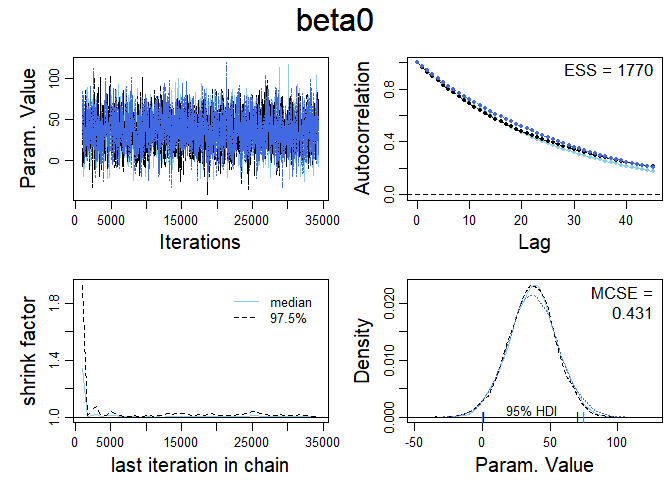 beta0
Param. Value
0 50 100
0 5000 15000 25000 35000
Iterations
Autocorrelation
0.0 0.4 0.8
ESS = 1770
0 10 20 30 40
Lag
shrink factor
1.0 1.4 1.8
median
97.5%
0 5000 15000 25000 35000
last iteration in chain
Density
0.000 0.010 0.020
MCSE =
0.431
95% HDI
-50 0 50 100
Param. Value